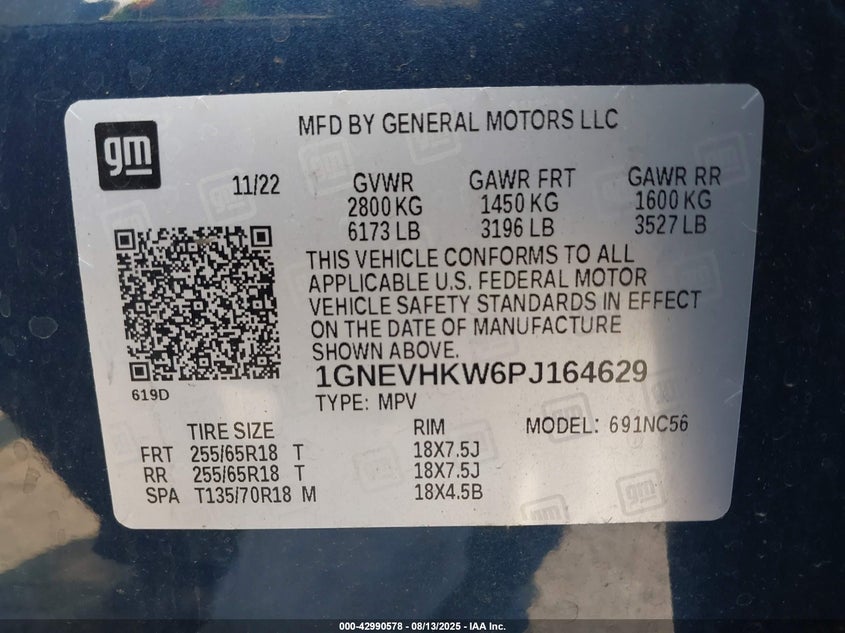 MFD BY GENERAL MOTORS LLC
gm
11/22 GVWR GAWR FRT GAWR RR
2800 KG 1450 KG 1600 KG
6173 LB 3196 LB 3527 LB
THIS VEHICLE CONFORMS TO ALL
APPLICABLE U.S. FEDERAL MOTOR
VEHICLE SAFETY STANDARDS IN EFFECT
ON THE DATE OF MANUFACTURE
SHOWN ABOVE.
1GNEVHKW6PJ164629
619D
TYPE: MPV
TIRE SIZE RIM MODEL: 691NC56
FRT 255/65R18 T 18X7.5J
RR 255/65R18 T 18X7.5J
SPA T135/70R18 M 18X4.5B
000-42990578 - 08/13/2025 - IAA Inc.